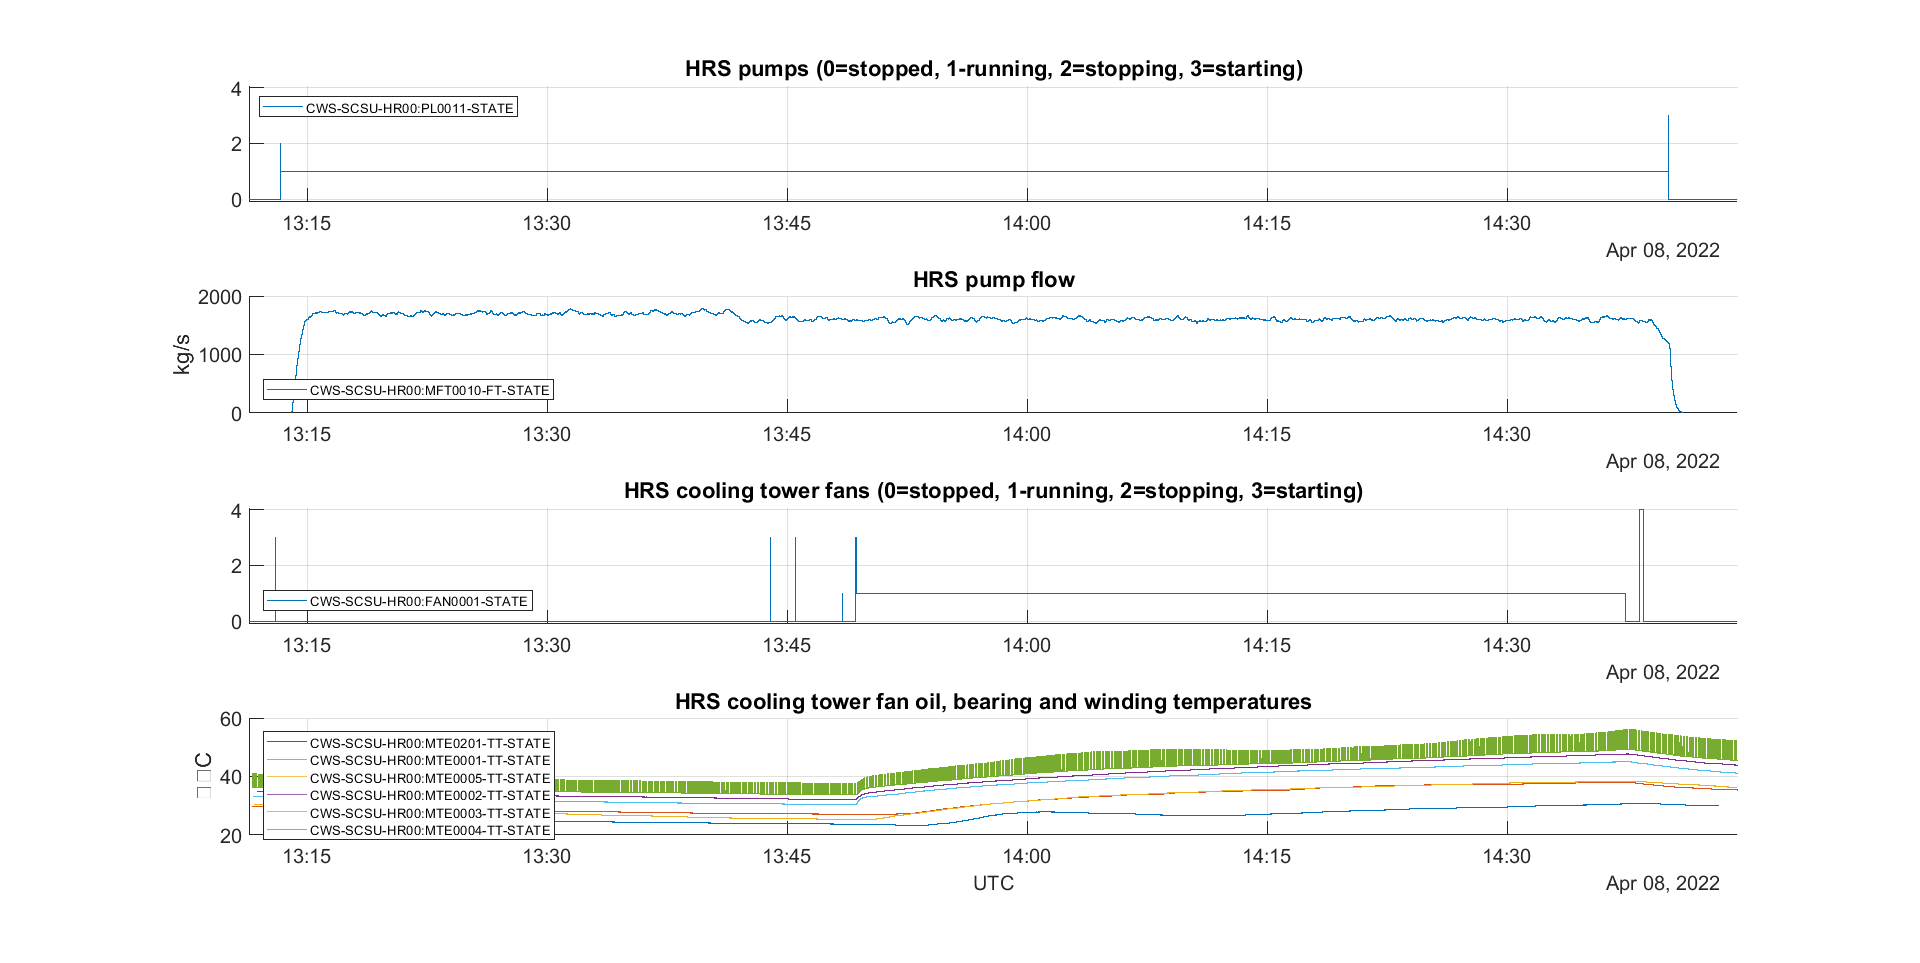 HRS pumps (0=stopped, 1-running, 2=stopping, 3=starting)
4
CWS-SCSU-HR00:PL0011-STATE
2
0
13:15 13:30 13:45 14:00 14:15 14:30
Apr 08, 2022
HRS pump flow
2000
kg/s
1000
CWS-SCSU-HR00:MFT0010-FT-STATE
0
13:15 13:30 13:45 14:00 14:15 14:30
Apr 08, 2022
HRS cooling tower fans (0=stopped, 1-running, 2=stopping, 3=starting)
4
2
CWS-SCSU-HR00:FAN0001-STATE
0
13:15 13:30 13:45 14:00 14:15 14:30
Apr 08, 2022
HRS cooling tower fan oil, bearing and winding temperatures
60
CWS-SCSU-HR00:MTE0201-TT-STATE
CWS-SCSU-HR00:MTE0001-TT-STATE
□□C
40
CWS-SCSU-HR00:MTE0005-TT-STATE
CWS-SCSU-HR00:MTE0002-TT-STATE
CWS-SCSU-HR00:MTE0003-TT-STATE
CWS-SCSU-HR00:MTE0004-TT-STATE
20
13:15 13:30 13:45 14:00 14:15 14:30
UTC
Apr 08, 2022